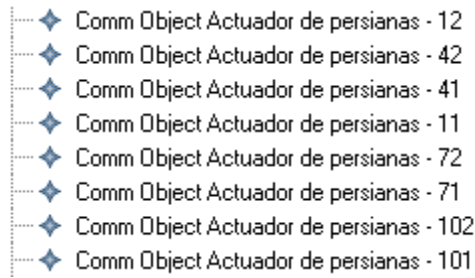 Comm Object Actuador de persianas - 12
Comm Object Actuador de persianas - 42
Comm Object Actuador de persianas - 41
Comm Object Actuador de persianas - 11
Comm Object Actuador de persianas - 72
Comm Object Actuador de persianas - 71
Comm Object Actuador de persianas - 102
Comm Object Actuador de persianas - 101